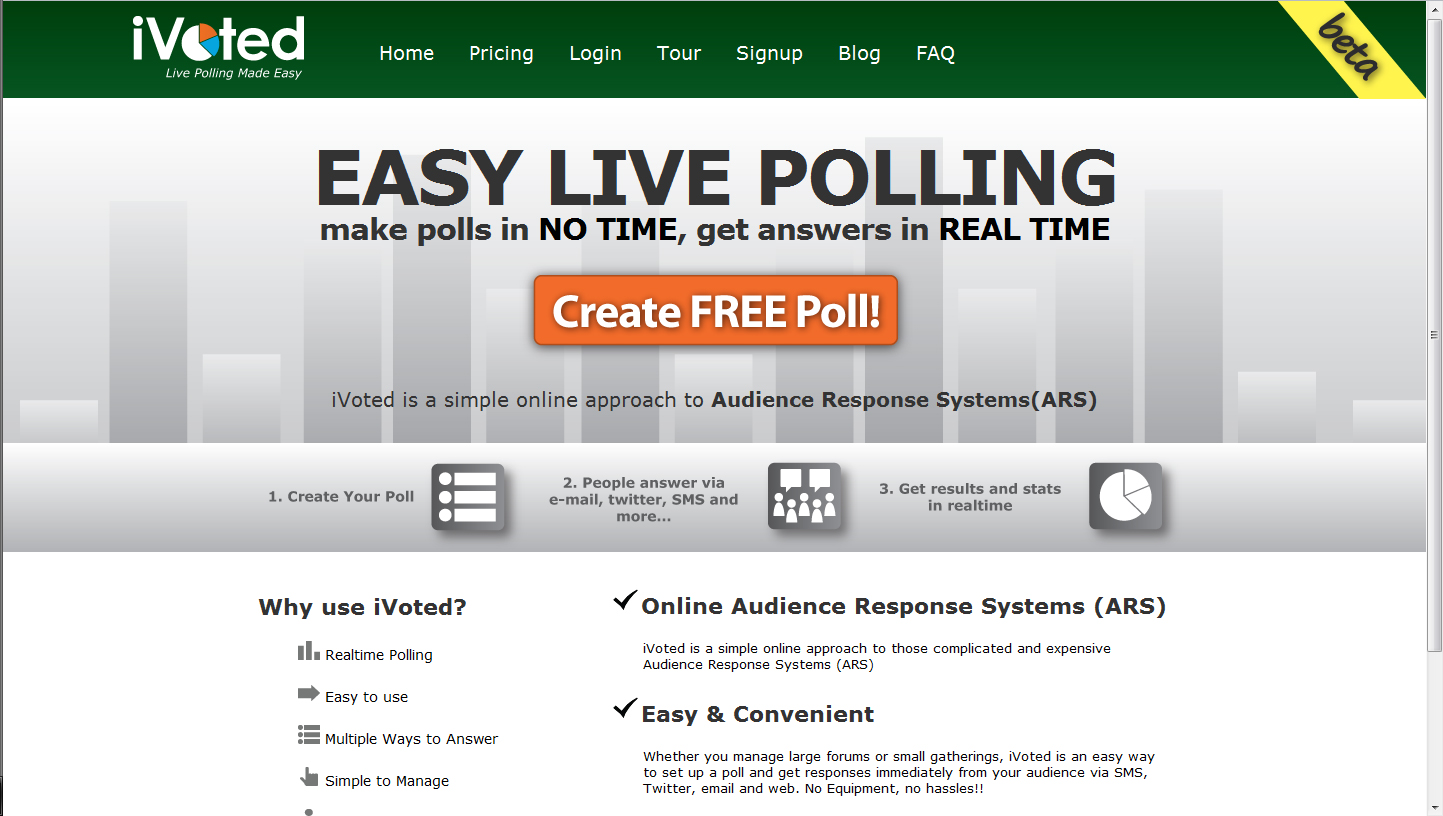 iVoted
Live Polling Made Easy
Home Pricing Login Tour Signup Blog FAQ
beta
EASY LIVE POLLING
make polls in NO TIME, get answers in REAL TIME
Create FREE Poll!
iVoted is a simple online approach to Audience Response Systems(ARS)
1. Create Your Poll
2. People answer via
e-mail, twitter, SMS and
more...
3. Get results and stats
in realtime
Why use iVoted?
Realtime Polling
Easy to use
Multiple Ways to Answer
Simple to Manage
Online Audience Response Systems (ARS)
iVoted is a simple online approach to those complicated and expensive
Audience Response Systems (ARS)
Easy & Convenient
Whether you manage large forums or small gatherings, iVoted is an easy way
to set up a poll and get responses immediately from your audience via SMS,
Twitter, email and web. No Equipment, no hassles!!